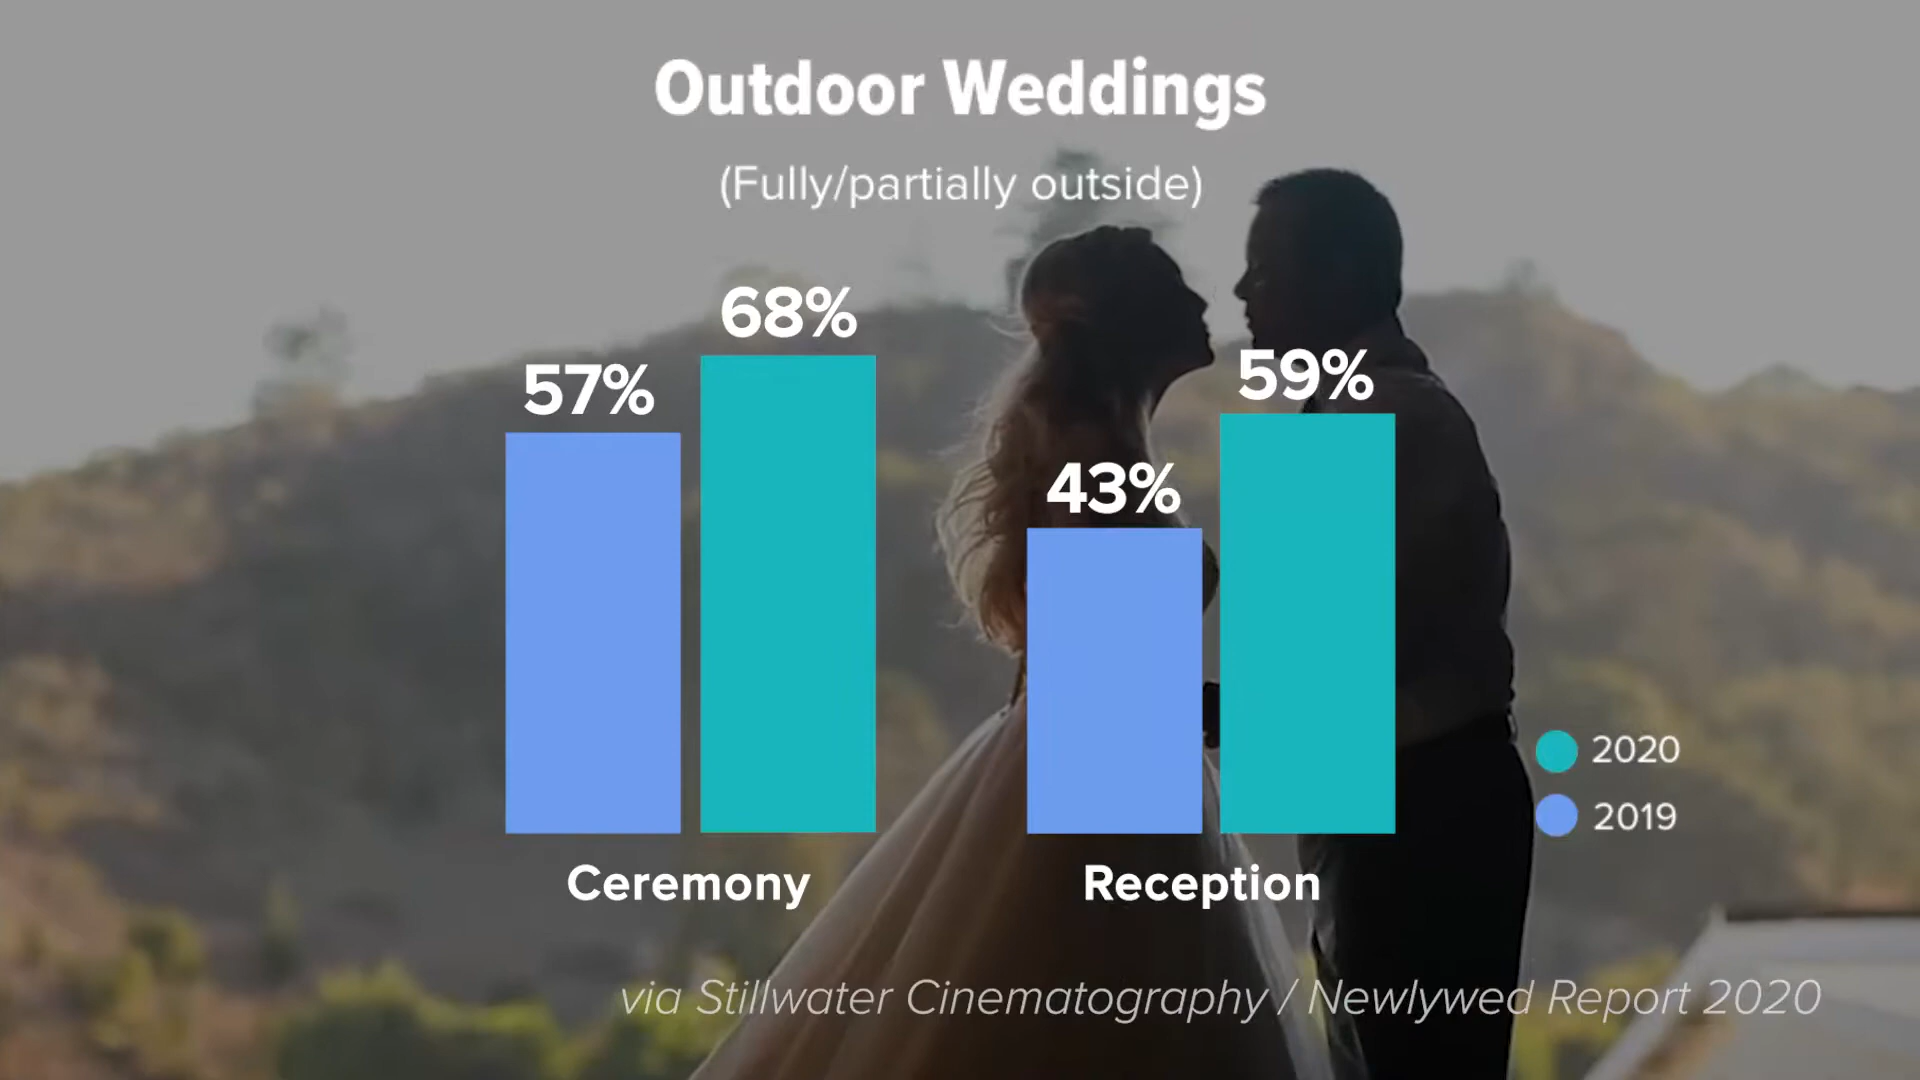 Outdoor Weddings
(Fully/partially outside)
57%
68%
43%
59%
Ceremony
Reception
2020
2019
via Stillwater Cinematography / Newlywed Report 2020